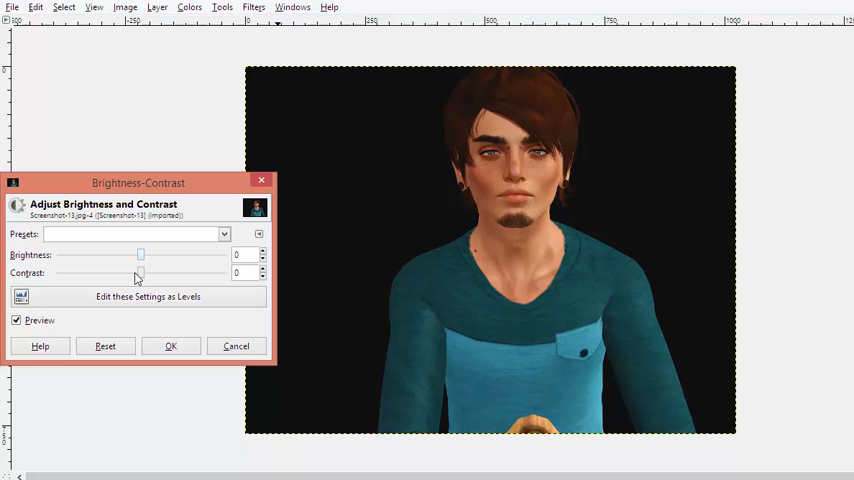 File Edit Select View Image Layer Colors Tools Filters Windows Help
-250 0 250 500 750 1000
Brightness-Contrast
Adjust Brightness and Contrast
Screenshot-13.jpg-4 ([Screenshot-13] (imported))
Presets:
Brightness: 0
Contrast: 0
Edit these Settings as Levels
Preview
Help Reset OK Cancel